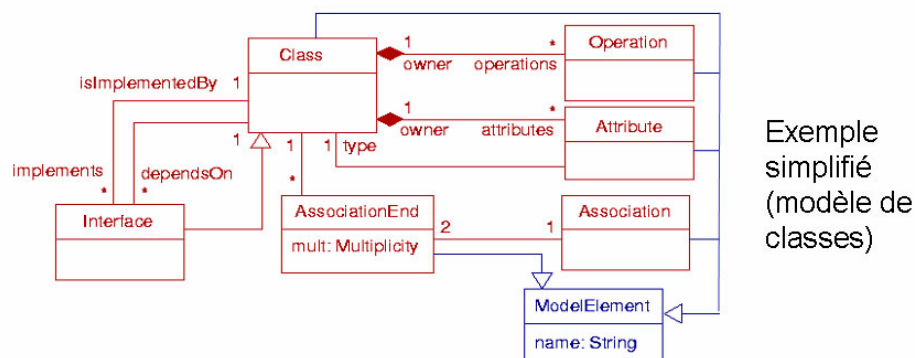 Class
1
*
Operation
owner
operations
isImplementedBy
1
1
*
owner
attributes
Attribute
1
1
1
type
implements
*
*
dependsOn
*
Interface
AssociationEnd
mult: Multiplicity
2
1
Association
ModelElement
name: String
Exemple
simplifié
(modèle de
classes)